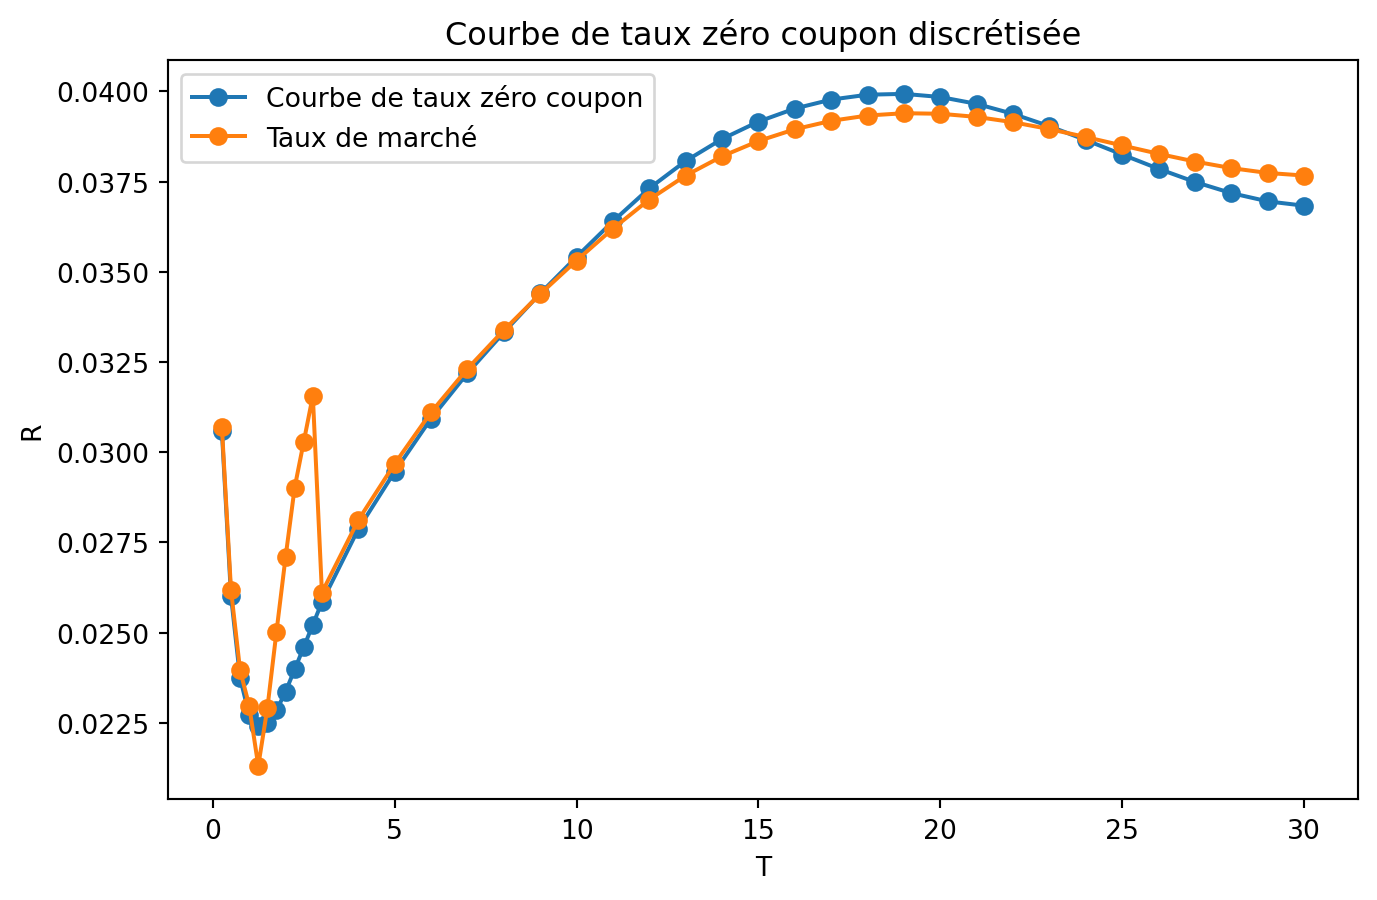 Courbe de taux zéro coupon discrétisée
Courbe de taux zéro coupon
Taux de marché
0.0400
0.0375
0.0350
0.0325
0.0300
0.0275
0.0250
0.0225
R
0 5 10 15 20 25 30
T